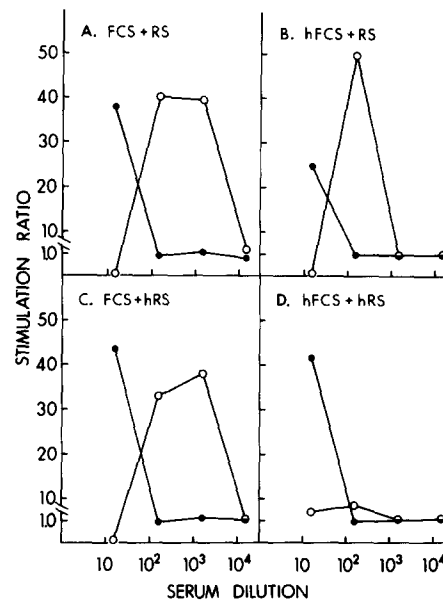 A. FCS + RS
B. hFCS + RS
50
40
30
20
10
1.0
C. FCS + hRS
D. hFCS + hRS
50
40
30
20
10
1.0
STIMULATION RATIO
10 10² 10³ 10⁴
10 10² 10³ 10⁴
SERUM DILUTION